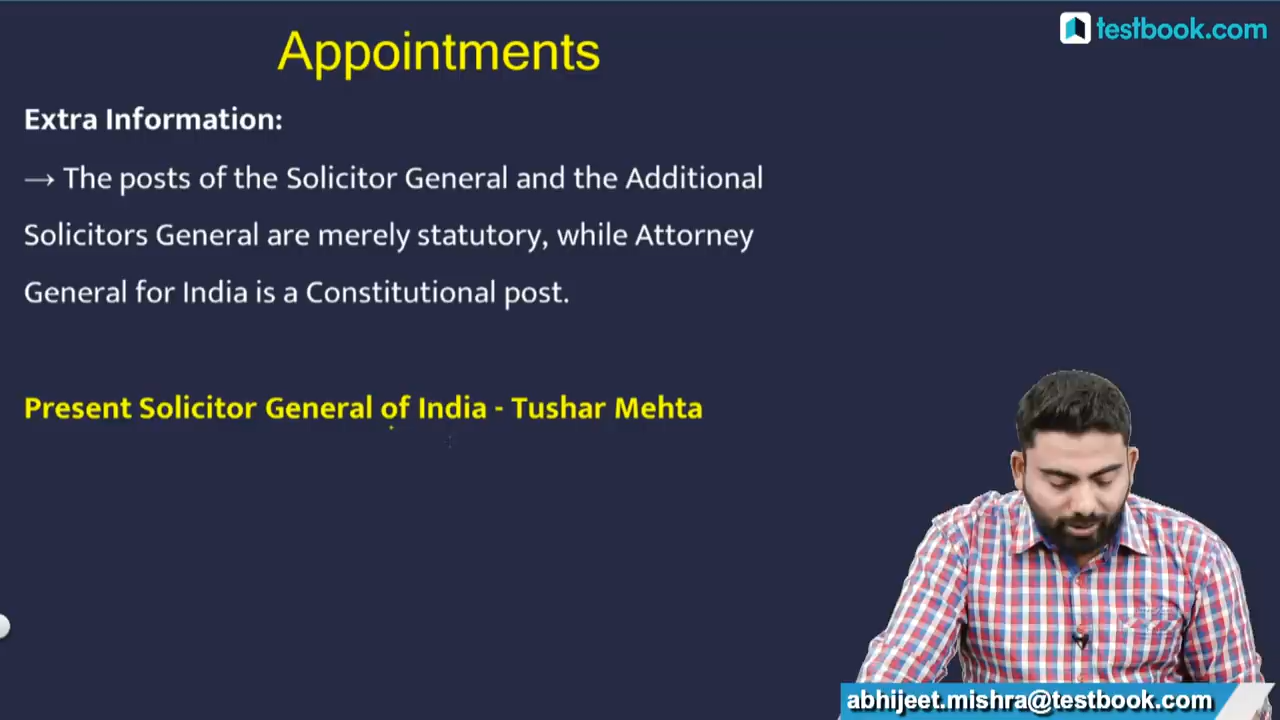 Appointments
testbook.com
Extra Information:
→ The posts of the Solicitor General and the Additional
Solicitors General are merely statutory, while Attorney
General for India is a Constitutional post.
Present Solicitor General of India - Tushar Mehta
abhijeet.mishra@testbook.com